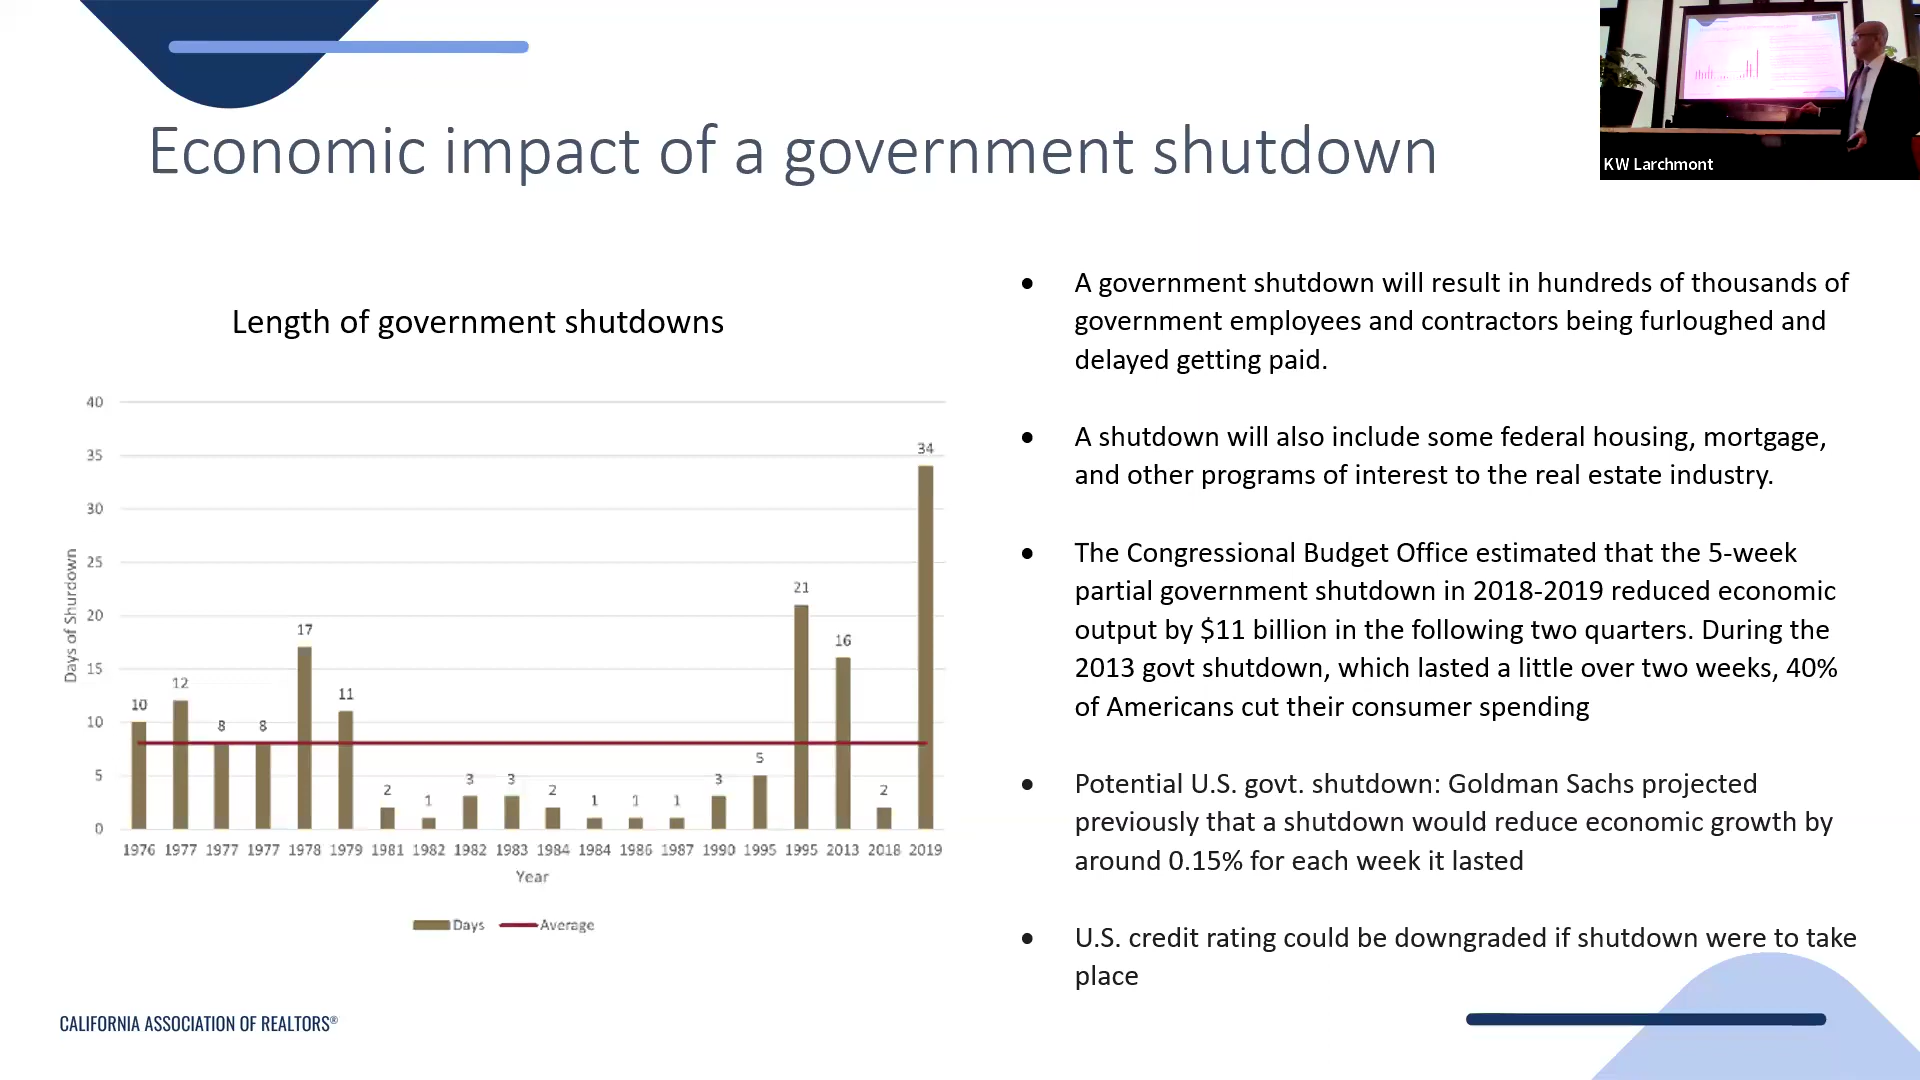 KW Larchmont
Economic impact of a government shutdown
Length of government shutdowns
40
35
30
25
20
15
10
5
0
Days of Shurdown
10
12
8
8
17
11
2
1
3
3
2
1
1
1
3
5
21
16
2
34
1976 1977 1977 1977 1978 1979 1981 1982 1982 1983 1984 1984 1986 1987 1990 1995 1995 2013 2018 2019
Year
Days Average
• A government shutdown will result in hundreds of thousands of
government employees and contractors being furloughed and
delayed getting paid.
• A shutdown will also include some federal housing, mortgage,
and other programs of interest to the real estate industry.
• The Congressional Budget Office estimated that the 5-week
partial government shutdown in 2018-2019 reduced economic
output by $11 billion in the following two quarters. During the
2013 govt shutdown, which lasted a little over two weeks, 40%
of Americans cut their consumer spending
• Potential U.S. govt. shutdown: Goldman Sachs projected
previously that a shutdown would reduce economic growth by
around 0.15% for each week it lasted
• U.S. credit rating could be downgraded if shutdown were to take
place
CALIFORNIA ASSOCIATION OF REALTORS®